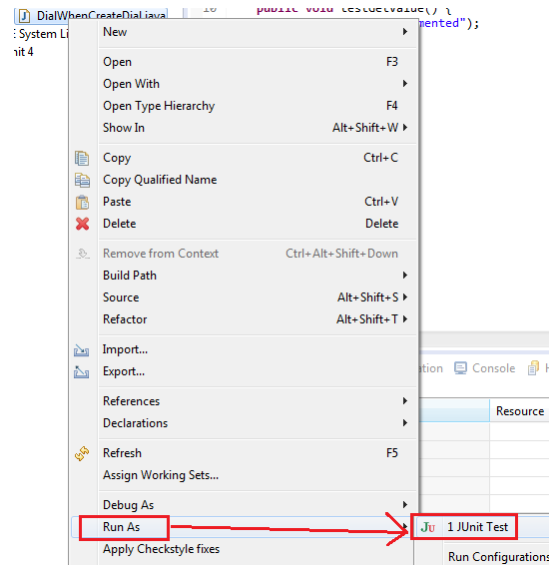 DialWhenCreateDial.java
10 public void testGetValue() {
mented");
E System Li
nit 4
New
Open F3
Open With
Open Type Hierarchy F4
Show In Alt+Shift+W
Copy Ctrl+C
Copy Qualified Name
Paste Ctrl+V
Delete Delete
Remove from Context Ctrl+Alt+Shift+Down
Build Path
Source Alt+Shift+S
Refactor Alt+Shift+T
Import...
Export...
ation Console H
References
Declarations
Resource
Refresh F5
Assign Working Sets...
Debug As
Run As
JU 1 JUnit Test
Apply Checkstyle fixes
Run Configurations